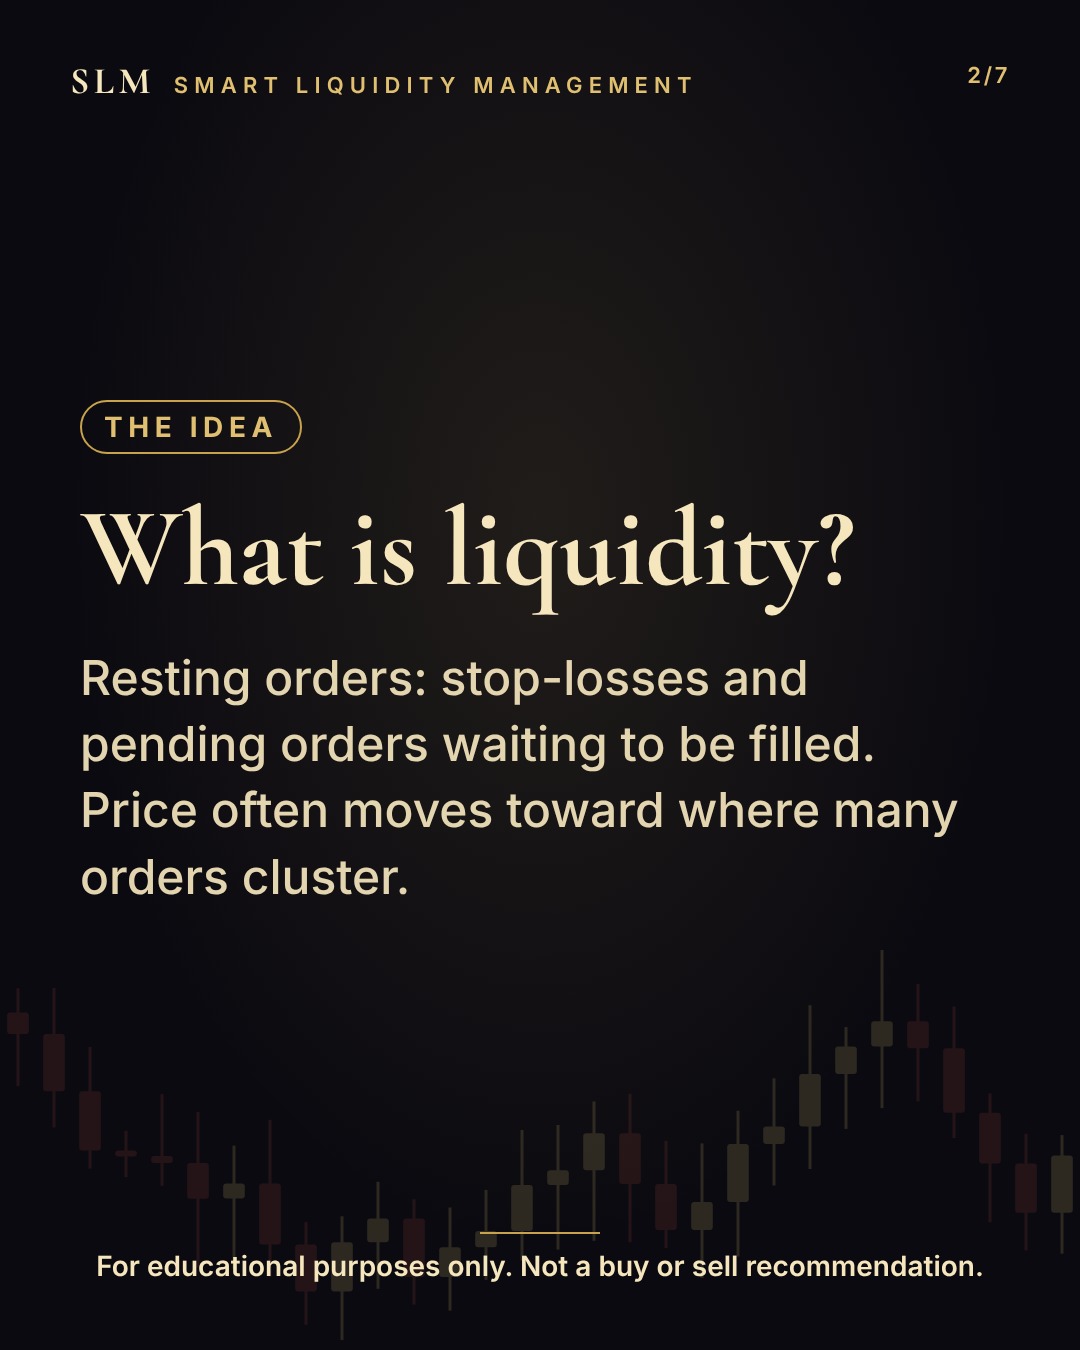 SLM SMART LIQUIDITY MANAGEMENT
2/7
THE IDEA
What is liquidity?
Resting orders: stop-losses and
pending orders waiting to be filled.
Price often moves toward where many
orders cluster.
For educational purposes only. Not a buy or sell recommendation.